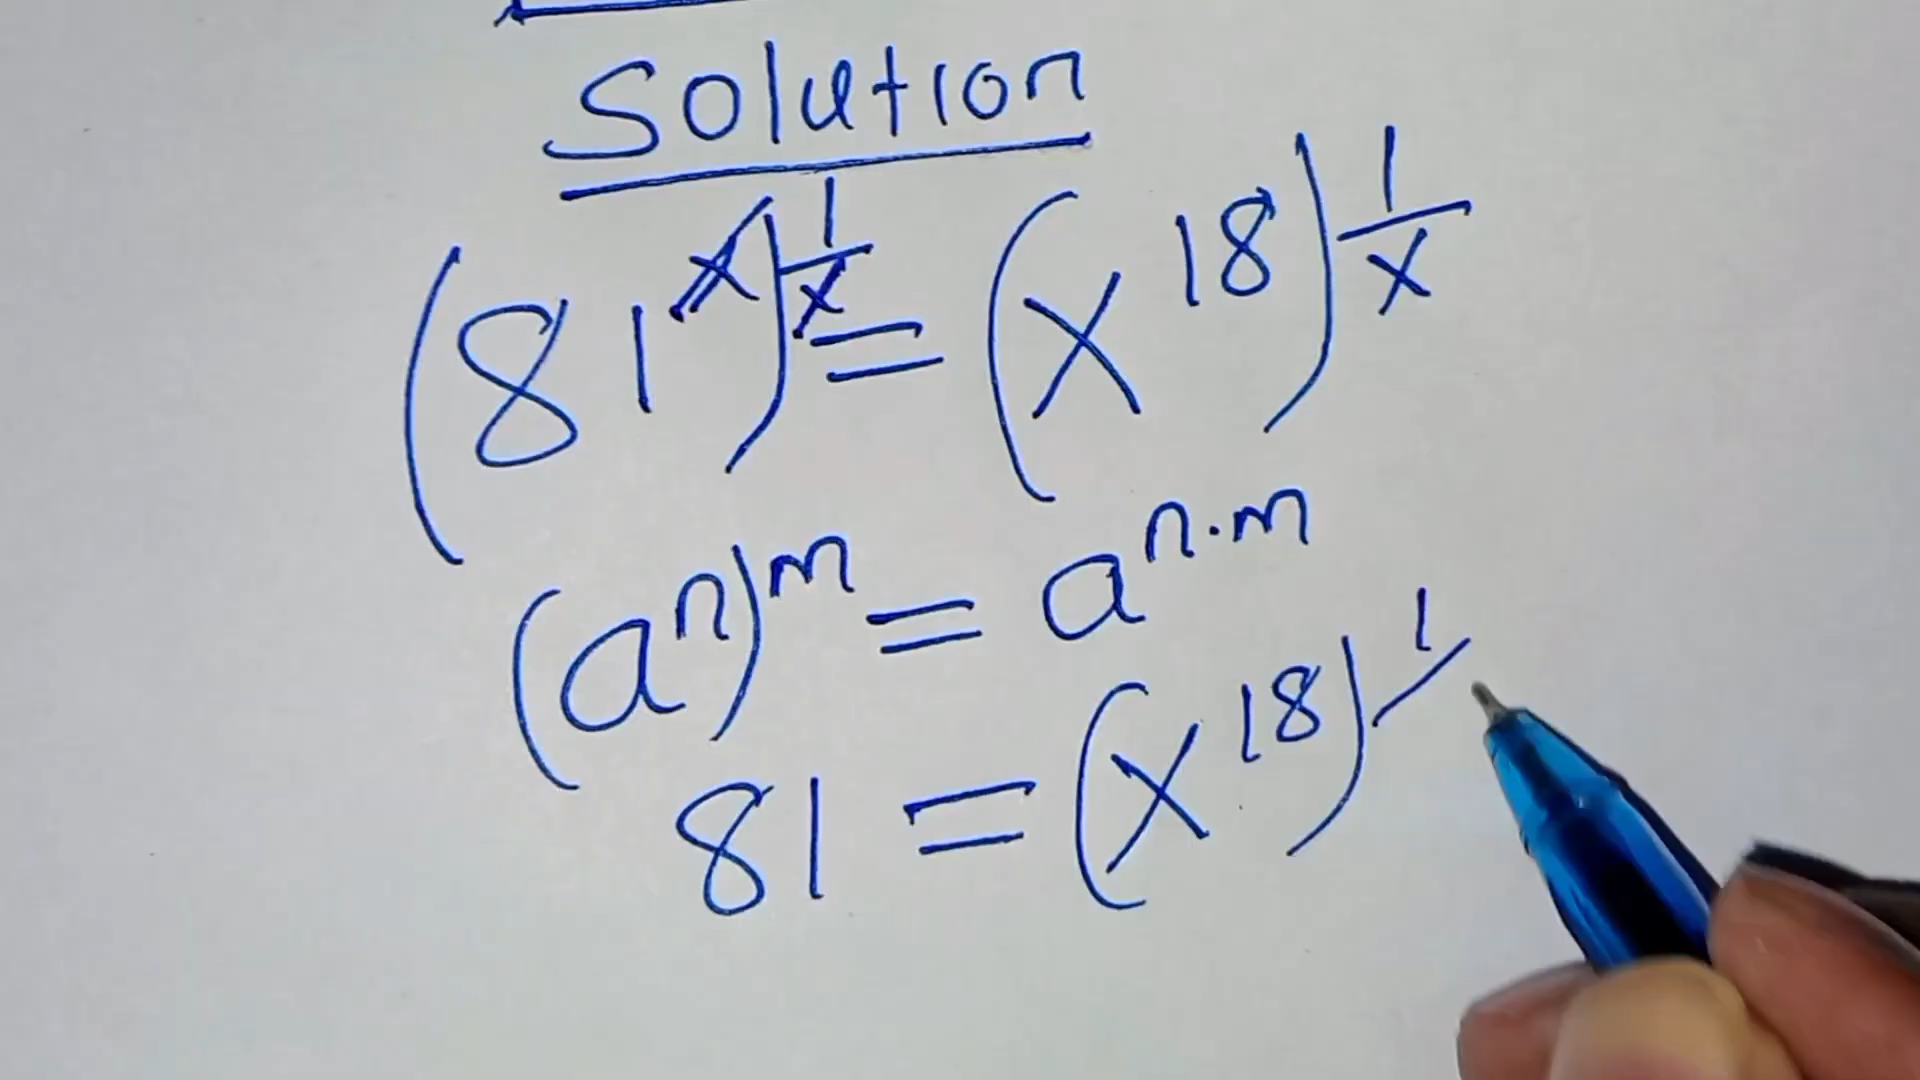 Solution
(81^x)^(1/x) = (x^18)^(1/x)
(a^n)^m = a^(n·m)
81 = (x^18)^(1/